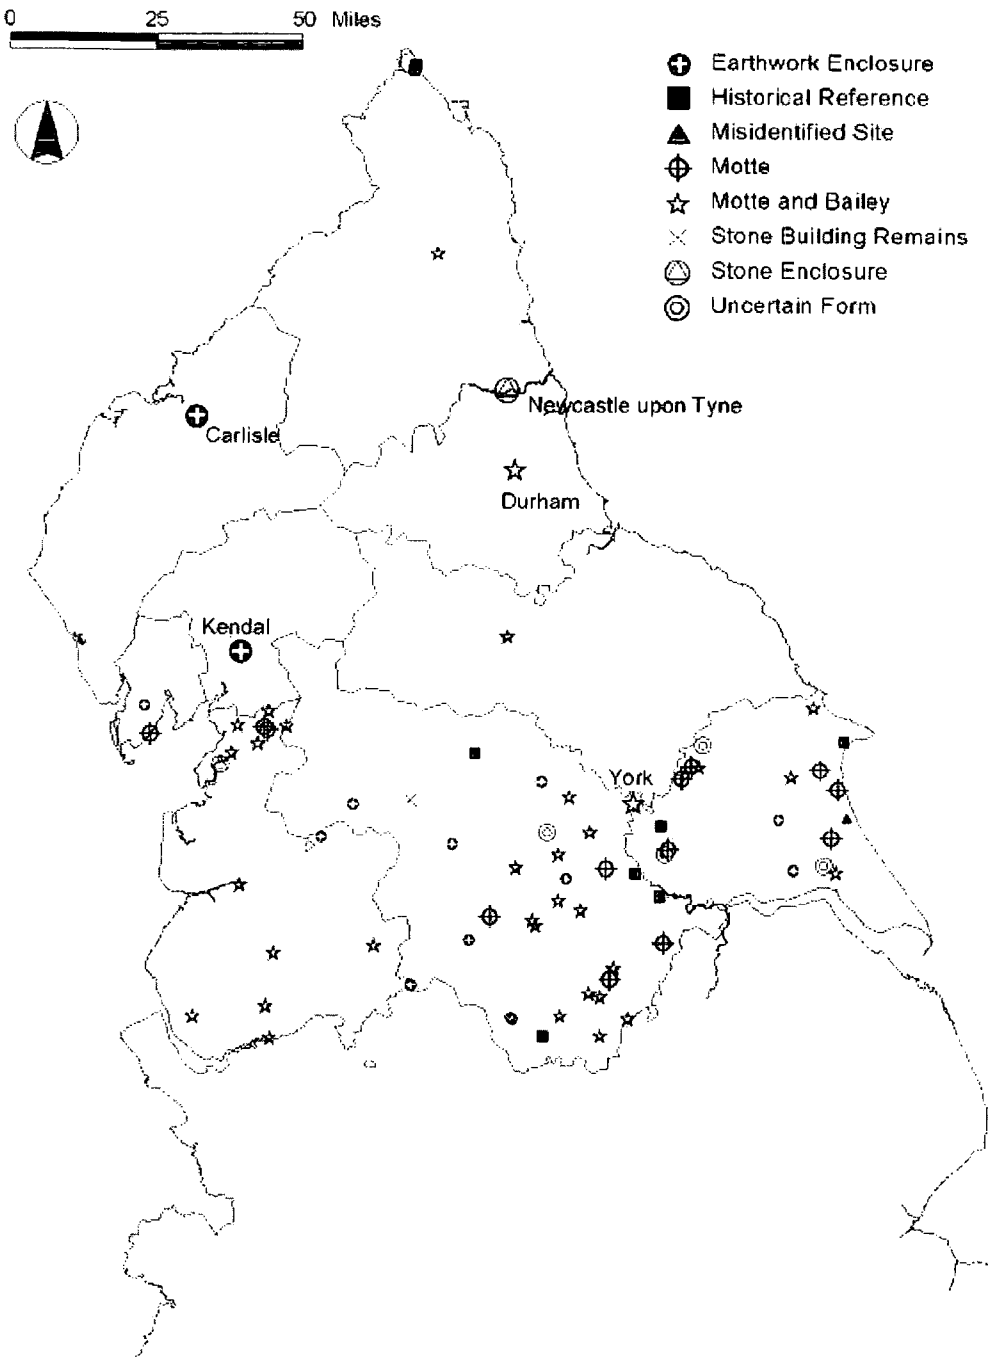 0 25 50 Miles
Earthwork Enclosure
Historical Reference
Misidentified Site
Motte
Motte and Bailey
Stone Building Remains
Stone Enclosure
Uncertain Form
Newcastle upon Tyne
Carlisle
Durham
Kendal
York